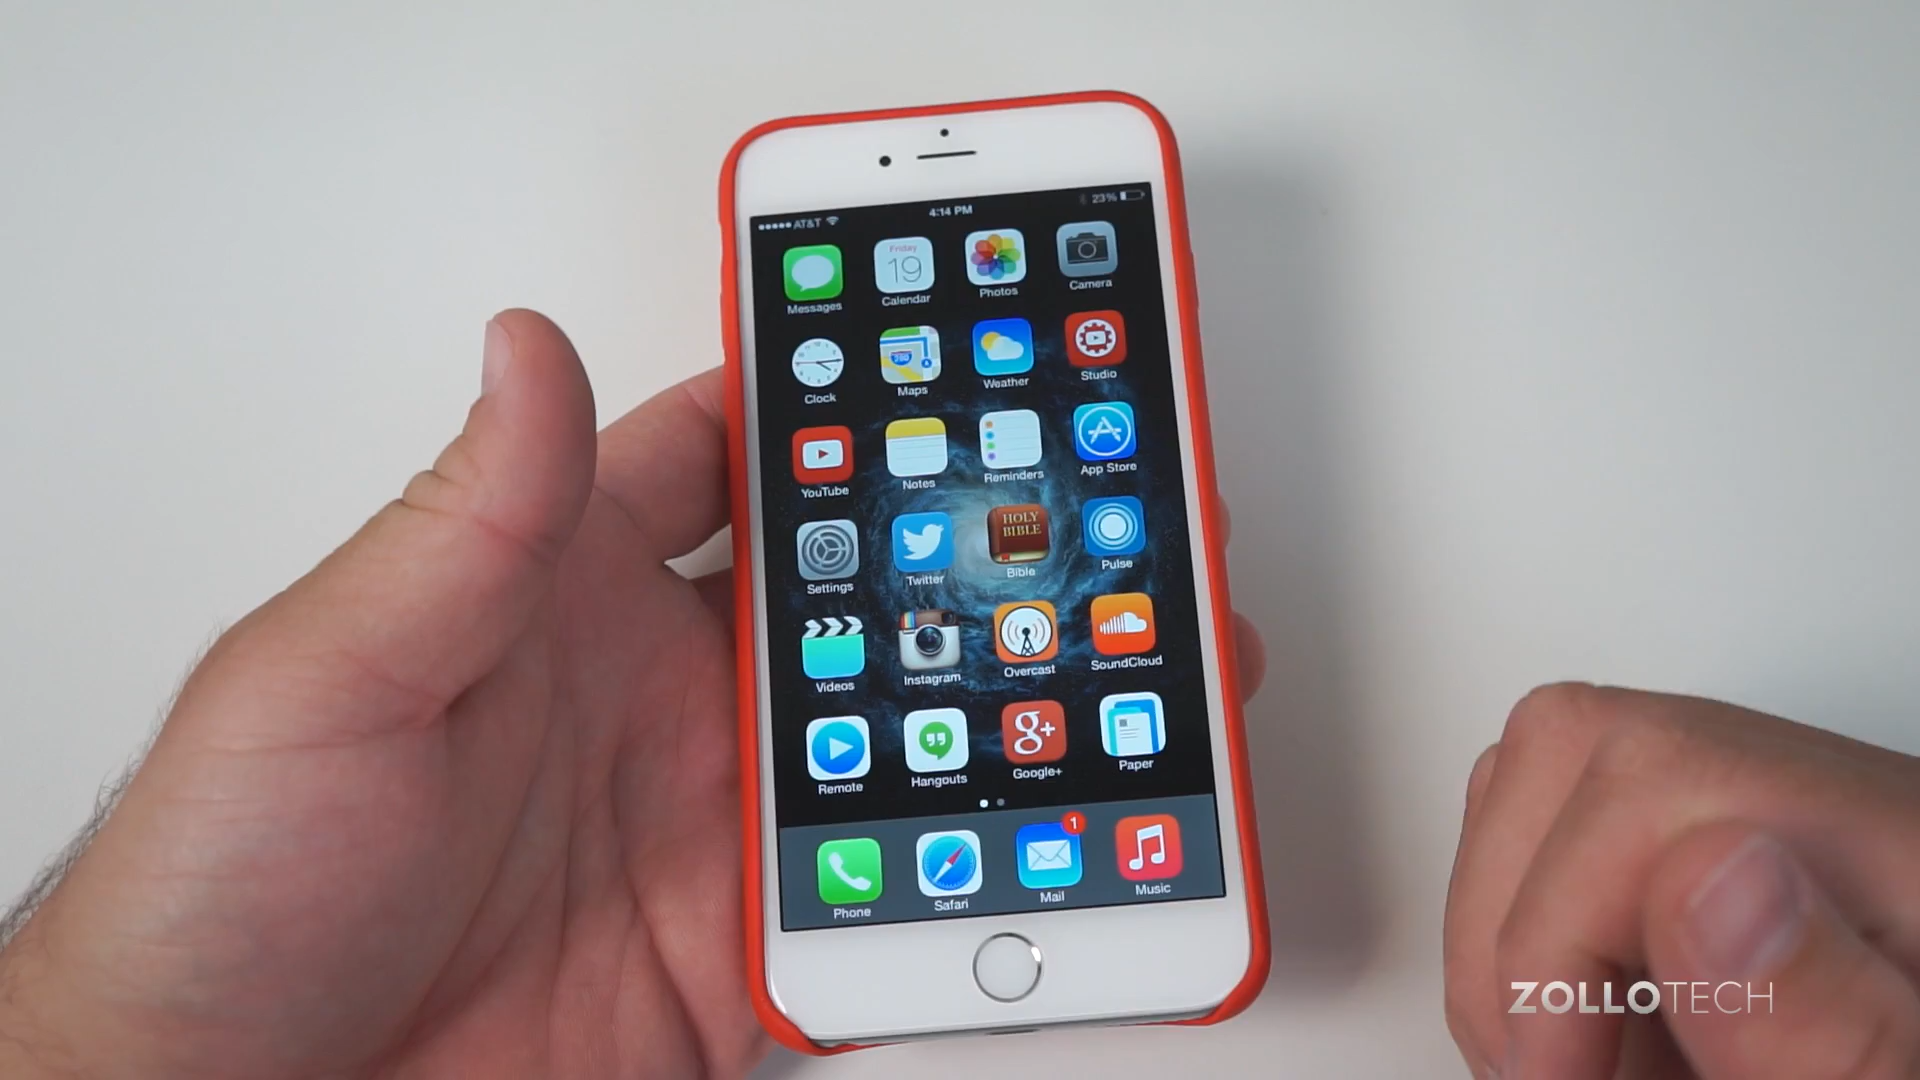 AT&T 4:14 PM 23%
Friday
19
Messages Calendar Photos Camera
280
Clock Maps Weather Studio
YouTube Notes Reminders App Store
HOLY
BIBLE
Settings Twitter Bible Pulse
Videos Instagram Overcast SoundCloud
g+
Remote Hangouts Google+ Paper
1
Phone Safari Mail Music
ZOLLOTECH